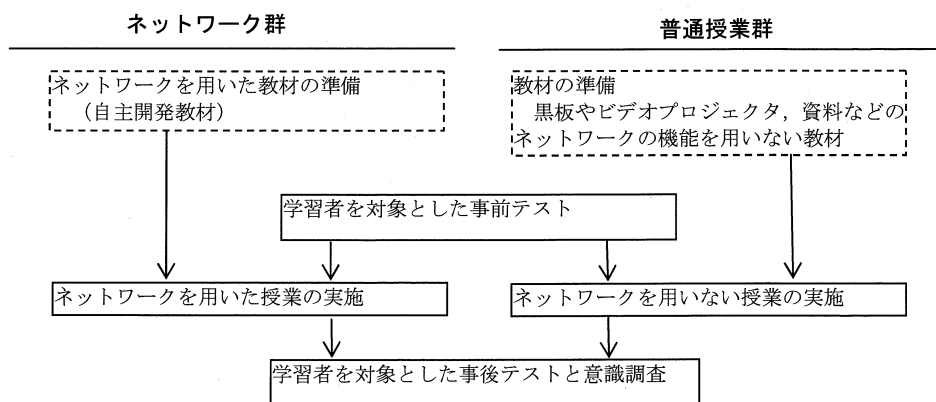 ネットワーク群
普通授業群
ネットワークを用いた教材の準備
（自主開発教材）
教材の準備
黒板やビデオプロジェクタ，資料などの
ネットワークの機能を用いない教材
学習者を対象とした事前テスト
ネットワークを用いた授業の実施
ネットワークを用いない授業の実施
学習者を対象とした事後テストと意識調査